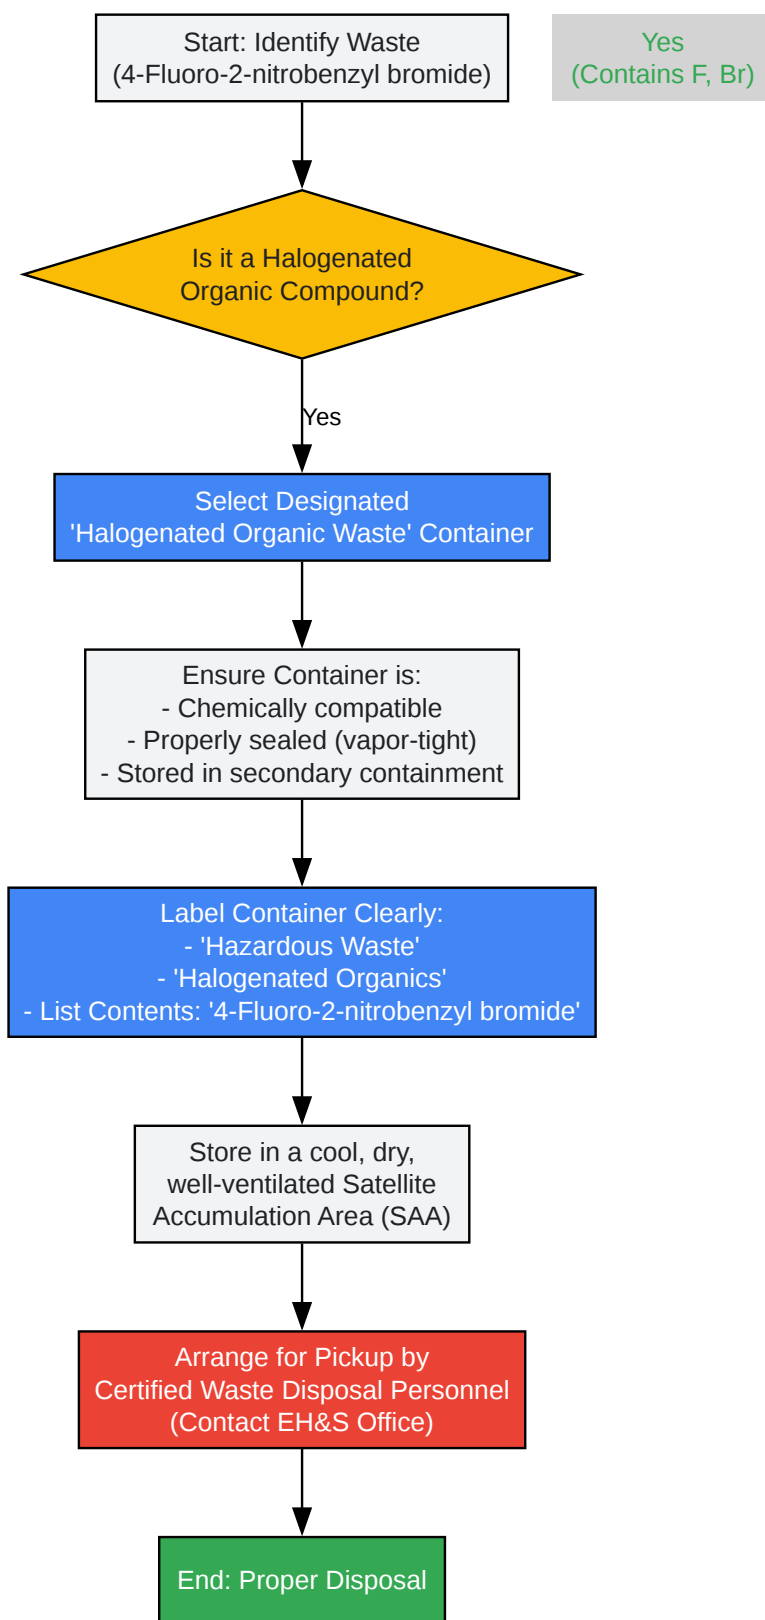 Start: Identify Waste
(4-Fluoro-2-nitrobenzyl bromide)
Yes
(Contains F, Br)
Is it a Halogenated
Organic Compound?
Yes
Select Designated
'Halogenated Organic Waste' Container
Ensure Container is:
- Chemically compatible
- Properly sealed (vapor-tight)
- Stored in secondary containment
Label Container Clearly:
- 'Hazardous Waste'
- 'Halogenated Organics'
- List Contents: '4-Fluoro-2-nitrobenzyl bromide'
Store in a cool, dry,
well-ventilated Satellite
Accumulation Area (SAA)
Arrange for Pickup by
Certified Waste Disposal Personnel
(Contact EH&S Office)
End: Proper Disposal